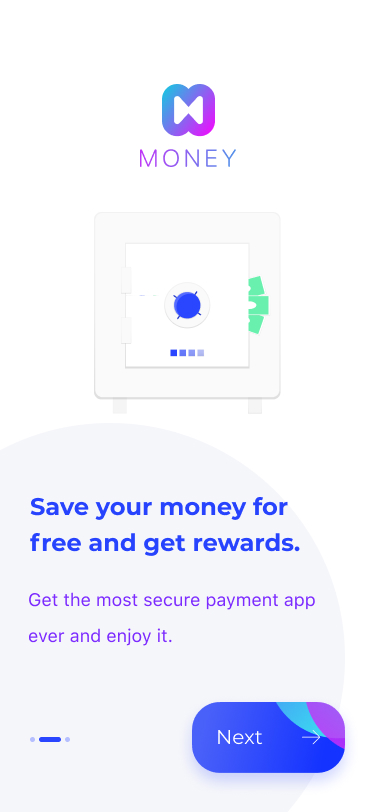 MONEY
Save your money for
free and get rewards.
Get the most secure payment app
ever and enjoy it.
Next